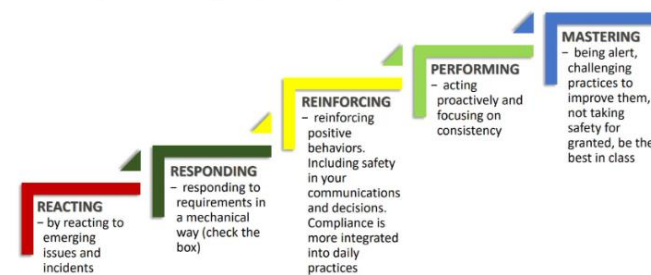 REACTING
– by reacting to
emerging
issues and
incidents
RESPONDING
– responding to
requirements in
a mechanical
way (check the
box)
REINFORCING
– reinforcing
positive
behaviors.
Including safety
in your
communications
and decisions.
Compliance is
more integrated
into daily
practices
PERFORMING
– acting
proactively and
focusing on
consistency
MASTERING
– being alert,
challenging
practices to
improve them,
not taking
safety for
granted, be the
best in class